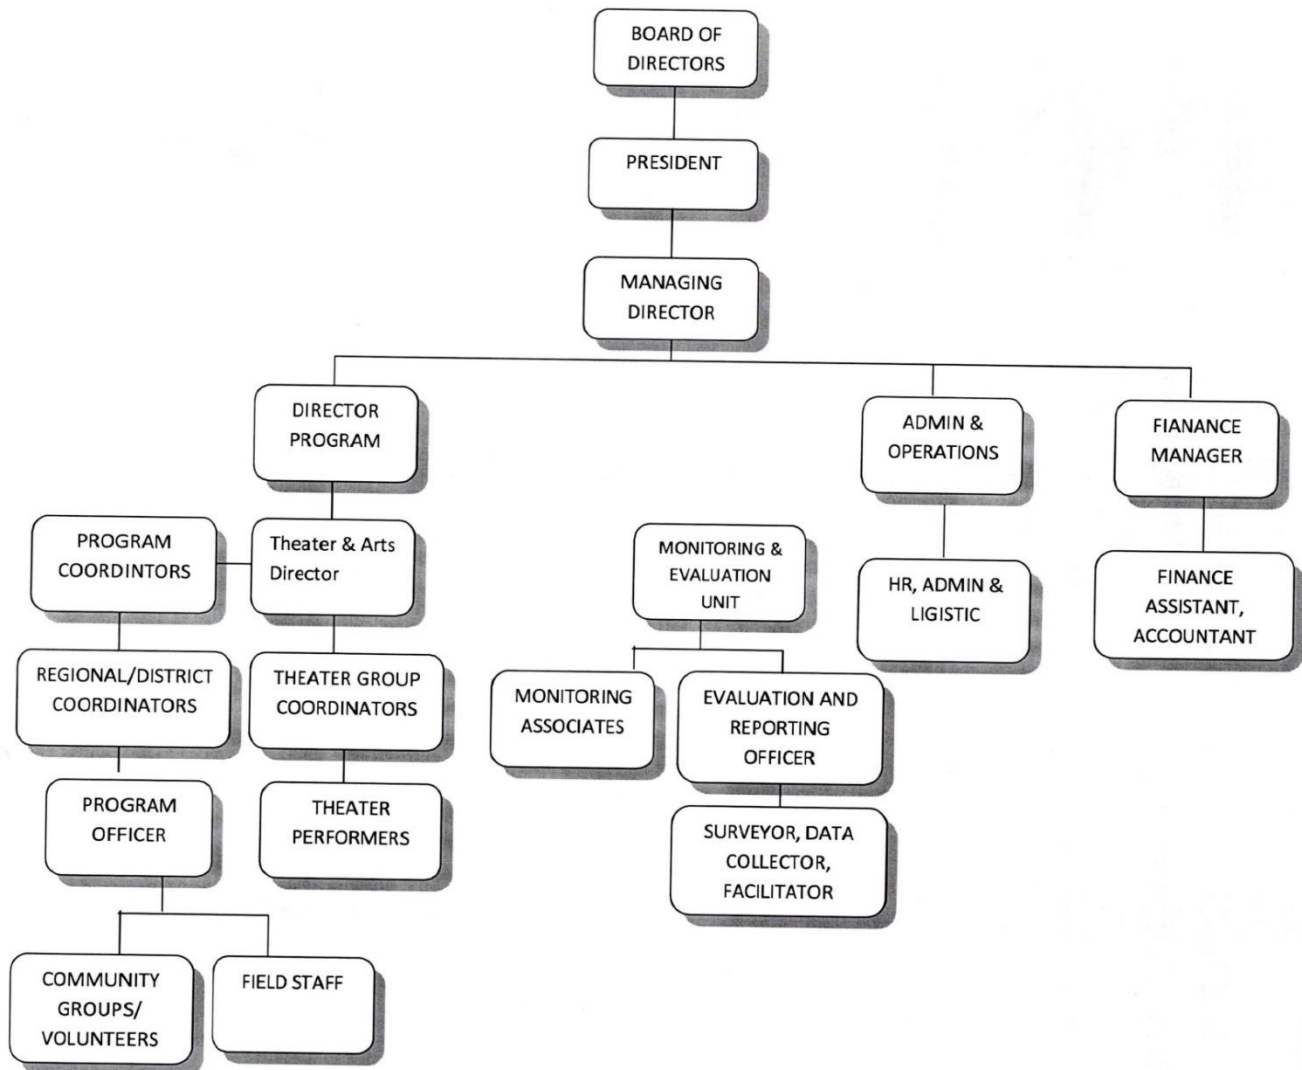 BOARD OF
DIRECTORS
PRESIDENT
MANAGING
DIRECTOR
DIRECTOR
PROGRAM
ADMIN &
OPERATIONS
FIANANCE
MANAGER
PROGRAM
COORDINTORS
Theater & Arts
Director
MONITORING &
EVALUATION
UNIT
HR, ADMIN &
LIGISTIC
FINANCE
ASSISTANT,
ACCOUNTANT
REGIONAL/DISTRICT
COORDINATORS
THEATER GROUP
COORDINATORS
MONITORING
ASSOCIATES
EVALUATION AND
REPORTING
OFFICER
PROGRAM
OFFICER
THEATER
PERFORMERS
SURVEYOR, DATA
COLLECTOR,
FACILITATOR
COMMUNITY
GROUPS/
VOLUNTEERS
FIELD STAFF